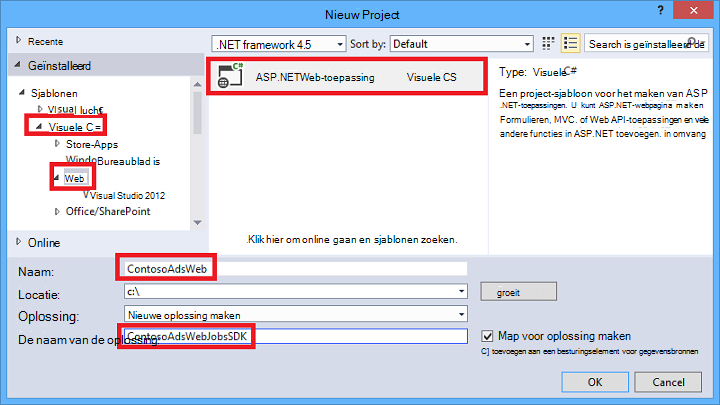 Nieuw Project
?
Recente
.NET framework 4.5
Sort by:
Default
Search is geïnstalleerd de
Geïnstalleerd
Sjablonen
Visual
Visuele C =
Store-Apps
Bureaublad is
Web
Visual Studio 2012
Office/SharePoint
Online
C#
ASP.NETWeb-toepassing
Visuele CS
.Klik hier om online gaan en sjablonen zoeken.
Type: Visuele C#
Een project-sjabloon voor het maken van ASP
.NET-toepassingen. U kunt ASP.NET-webpagina maken
Formulieren, MVC. of Web API-toepassingen en vele
andere functies in ASP.NET toevoegen. in omvang
Naam:
ContosoAdsWeb
Locatie:
c:\
groeit
Oplossing:
Nieuwe oplossing maken
De naam van de oplossing:
ContosoAdsWebJobsSDK
Map voor oplossing maken
C] toevoegen aan een besturingselement voor gegevensbronnen
OK
Cancel